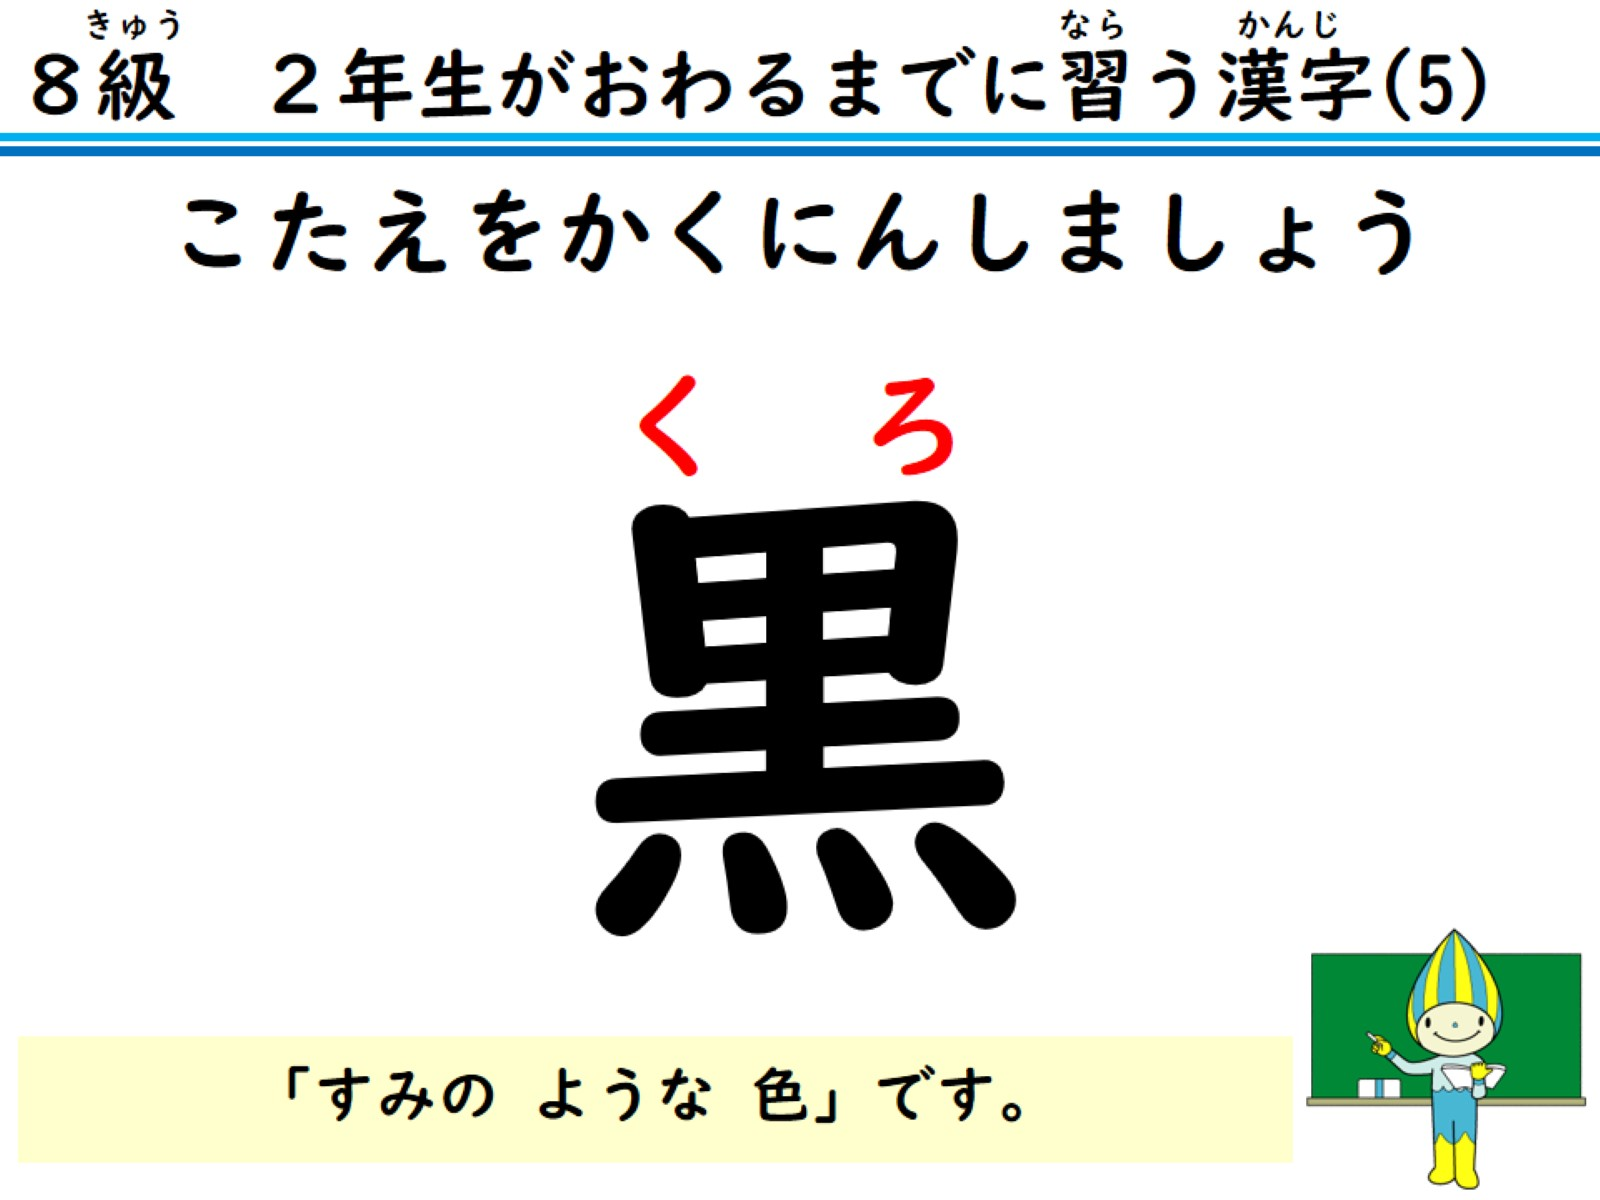 きゅう なら かんじ
８級　２年生がおわるまでに習う漢字(5)
こたえをかくにんしましょう
くろ
黒
「すみの ような 色」です。